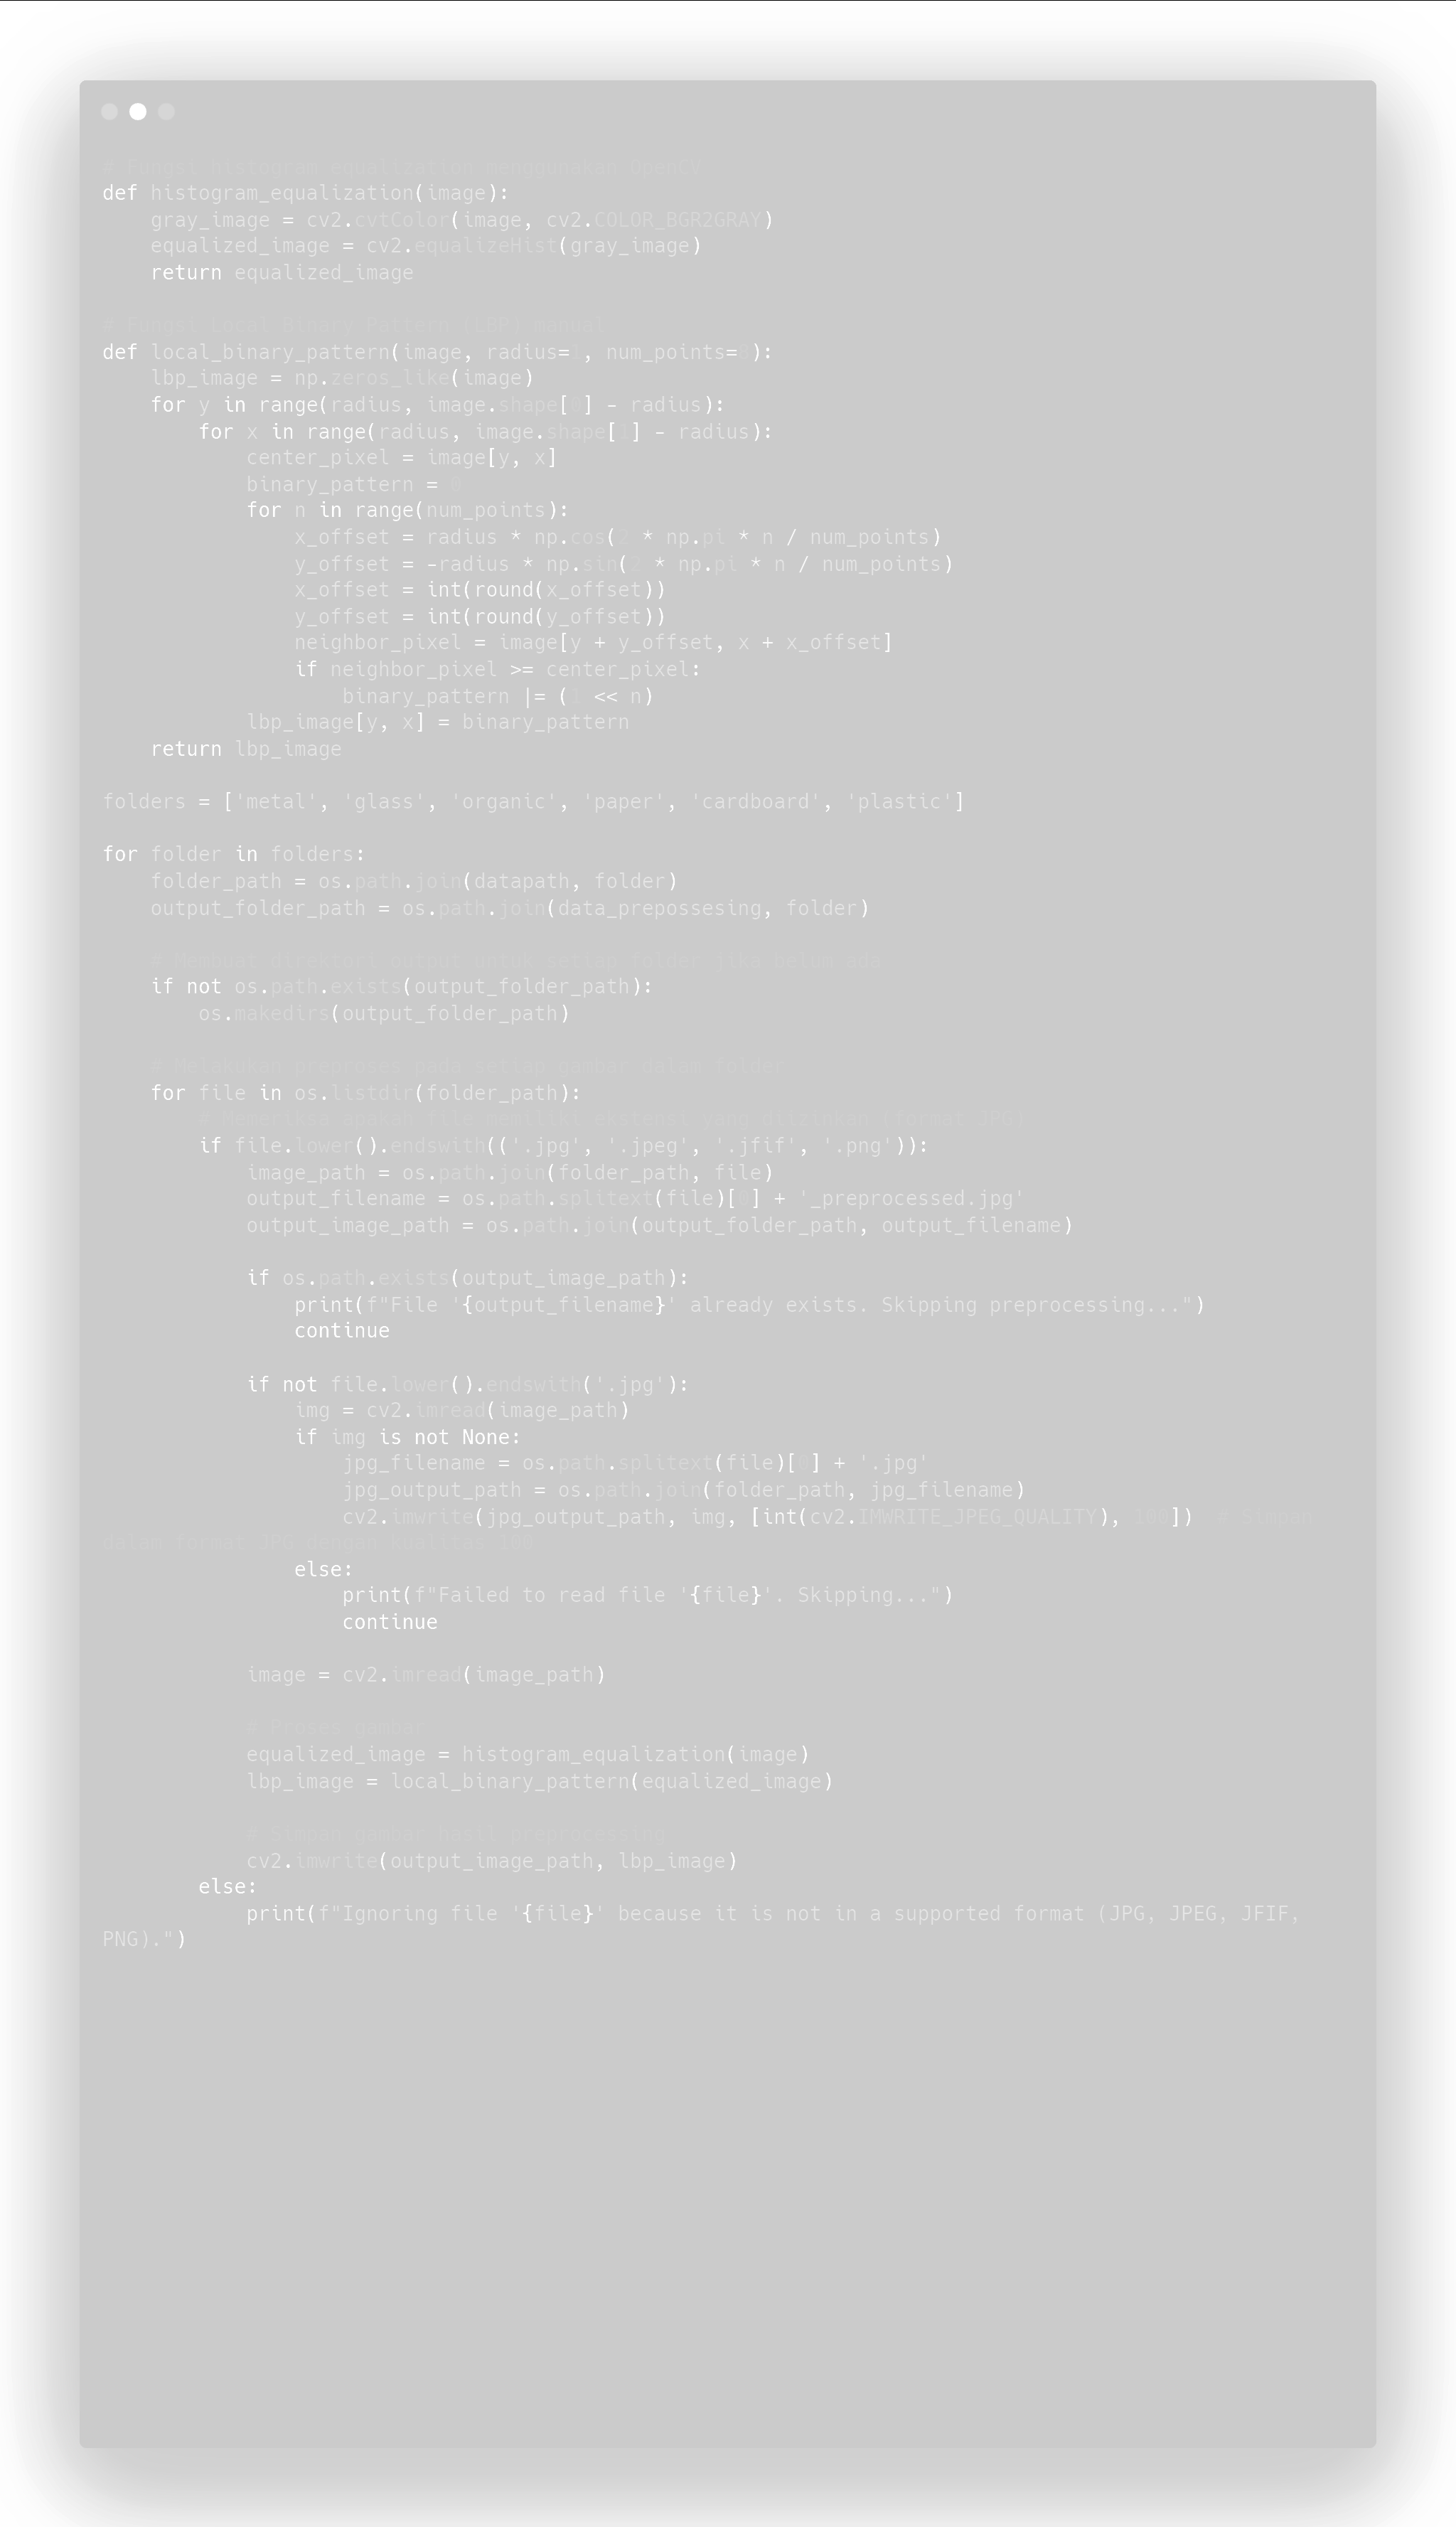 # Fungsi histogram equalization menggunakan OpenCV
def histogram_equalization(image):
    gray_image = cv2.cvtColor(image, cv2.COLOR_BGR2GRAY)
    equalized_image = cv2.equalizeHist(gray_image)
    return equalized_image

# Fungsi Local Binary Pattern (LBP) manual
def local_binary_pattern(image, radius=1, num_points=8):
    lbp_image = np.zeros_like(image)
    for y in range(radius, image.shape[0] - radius):
        for x in range(radius, image.shape[1] - radius):
            center_pixel = image[y, x]
            binary_pattern = 0
            for n in range(num_points):
                x_offset = radius * np.cos(2 * np.pi * n / num_points)
                y_offset = -radius * np.sin(2 * np.pi * n / num_points)
                x_offset = int(round(x_offset))
                y_offset = int(round(y_offset))
                neighbor_pixel = image[y + y_offset, x + x_offset]
                if neighbor_pixel >= center_pixel:
                    binary_pattern |= (1 << n)
            lbp_image[y, x] = binary_pattern
    return lbp_image

folders = ['metal', 'glass', 'organic', 'paper', 'cardboard', 'plastic']

for folder in folders:
    folder_path = os.path.join(datapath, folder)
    output_folder_path = os.path.join(data_prepossesing, folder)

    # Membuat direktori output untuk setiap folder jika belum ada
    if not os.path.exists(output_folder_path):
        os.makedirs(output_folder_path)

    # Melakukan preproses pada setiap gambar dalam folder
    for file in os.listdir(folder_path):
        # Memeriksa apakah file memiliki ekstensi yang diizinkan (format JPG)
        if file.lower().endswith(('.jpg', '.jpeg', '.jfif', '.png')):
            image_path = os.path.join(folder_path, file)
            output_filename = os.path.splitext(file)[0] + '_preprocessed.jpg'
            output_image_path = os.path.join(output_folder_path, output_filename)

            if os.path.exists(output_image_path):
                print(f"File '{output_filename}' already exists. Skipping preprocessing...")
                continue

            if not file.lower().endswith('.jpg'):
                img = cv2.imread(image_path)
                if img is not None:
                    jpg_filename = os.path.splitext(file)[0] + '.jpg'
                    jpg_output_path = os.path.join(folder_path, jpg_filename)
                    cv2.imwrite(jpg_output_path, img, [int(cv2.IMWRITE_JPEG_QUALITY), 100])  # Simpan
dalam format JPG dengan kualitas 100
                else:
                    print(f"Failed to read file '{file}'. Skipping...")
                    continue

            image = cv2.imread(image_path)

            # Proses gambar
            equalized_image = histogram_equalization(image)
            lbp_image = local_binary_pattern(equalized_image)

            # Simpan gambar hasil preprocessing
            cv2.imwrite(output_image_path, lbp_image)
        else:
            print(f"Ignoring file '{file}' because it is not in a supported format (JPG, JPEG, JFIF,
PNG).")